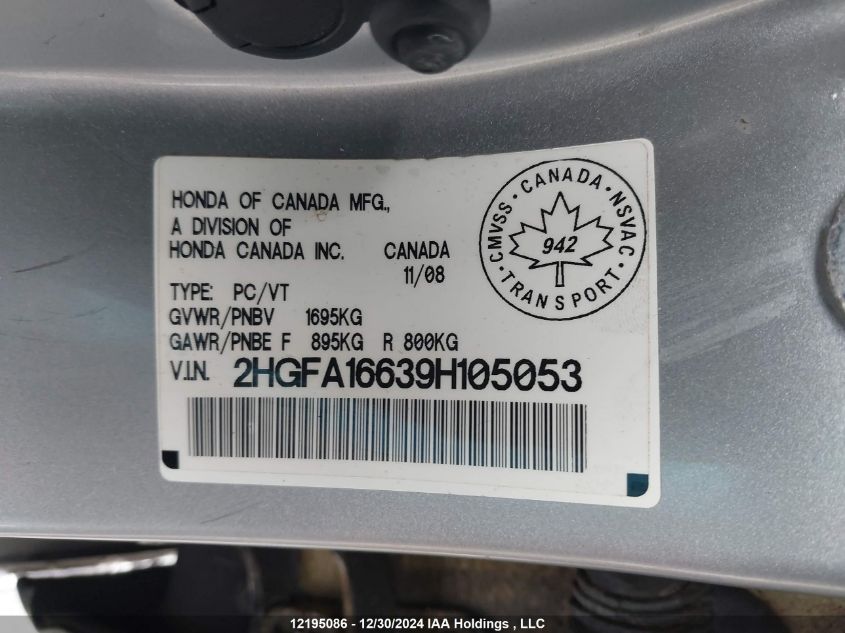 HONDA OF CANADA MFG.,
A DIVISION OF
HONDA CANADA INC. CANADA
11/08
TYPE: PC/VT
GVWR/PNBV 1695KG
GAWR/PNBE F 895KG R 800KG
V.I.N. 2HGFA16639H105053
CMVSS · CANADA · NSVAC · TRANSPORT ·
942
12195086 - 12/30/2024 IAA Holdings , LLC